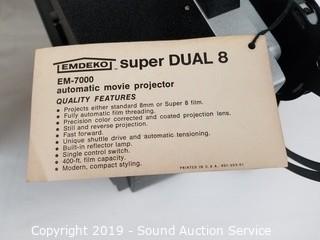 EMDEKO super DUAL 8
EM-7000
automatic movie projector
QUALITY FEATURES
• Projects either standard 8mm or Super 8 film.
• Fully automatic film threading.
• Precision color corrected and coated projection lens.
• Still and reverse projection.
• Fast forward.
• Unique shuttle drive and automatic tensioning.
• Built-in reflector lamp.
• Single control switch.
• 400-ft. film capacity.
• Modern, compact styling.
PRINTED IN U.S.A.
Copyright 2019 - Sound Auction Service